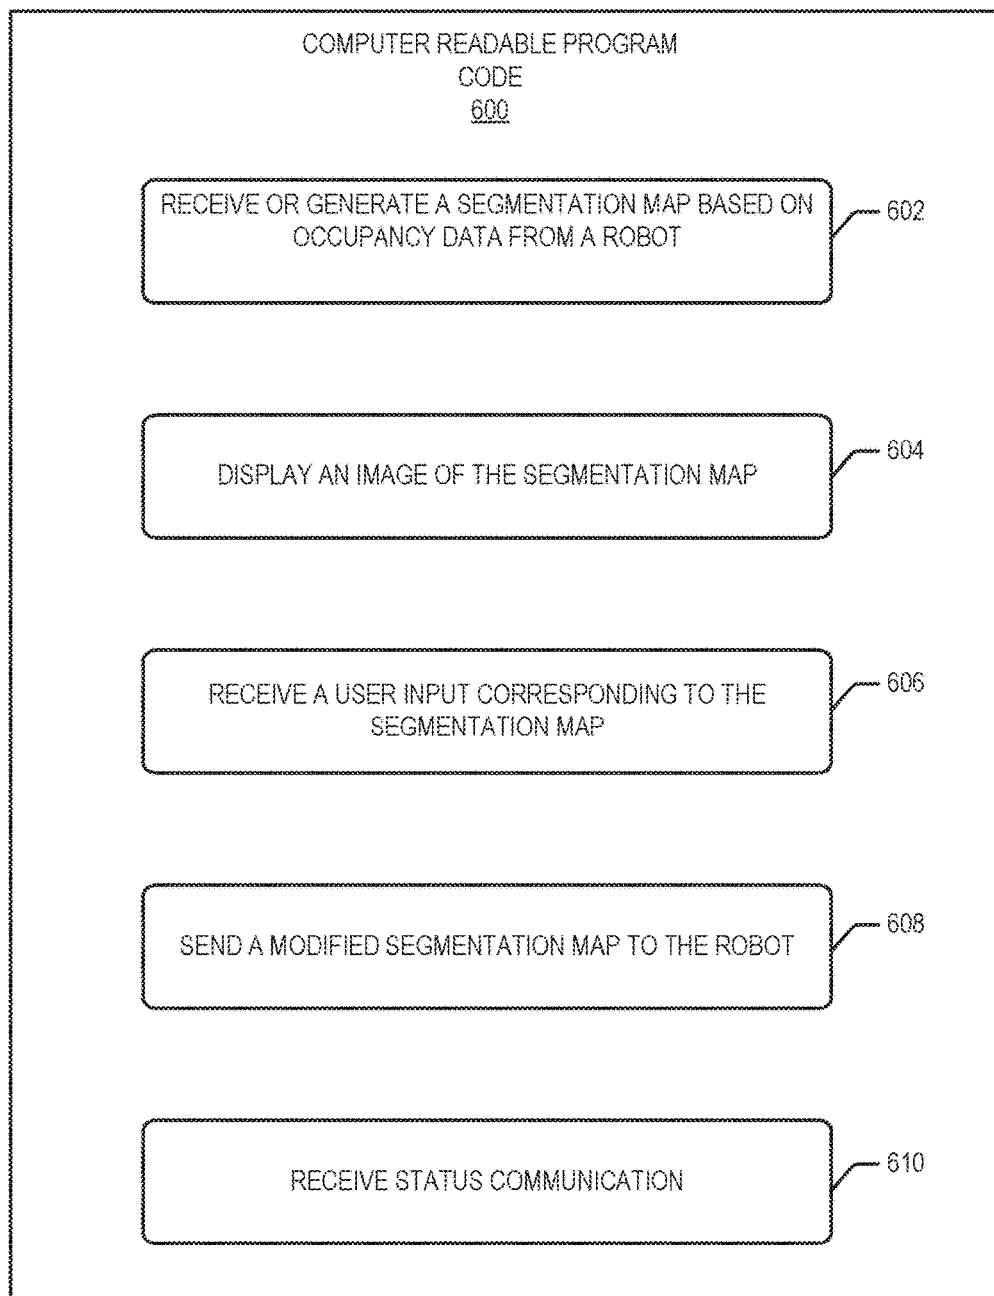 COMPUTER READABLE PROGRAM
CODE
600
RECEIVE OR GENERATE A SEGMENTATION MAP BASED ON
OCCUPANCY DATA FROM A ROBOT
602
DISPLAY AN IMAGE OF THE SEGMENTATION MAP
604
RECEIVE A USER INPUT CORRESPONDING TO THE
SEGMENTATION MAP
606
SEND A MODIFIED SEGMENTATION MAP TO THE ROBOT
608
RECEIVE STATUS COMMUNICATION
610